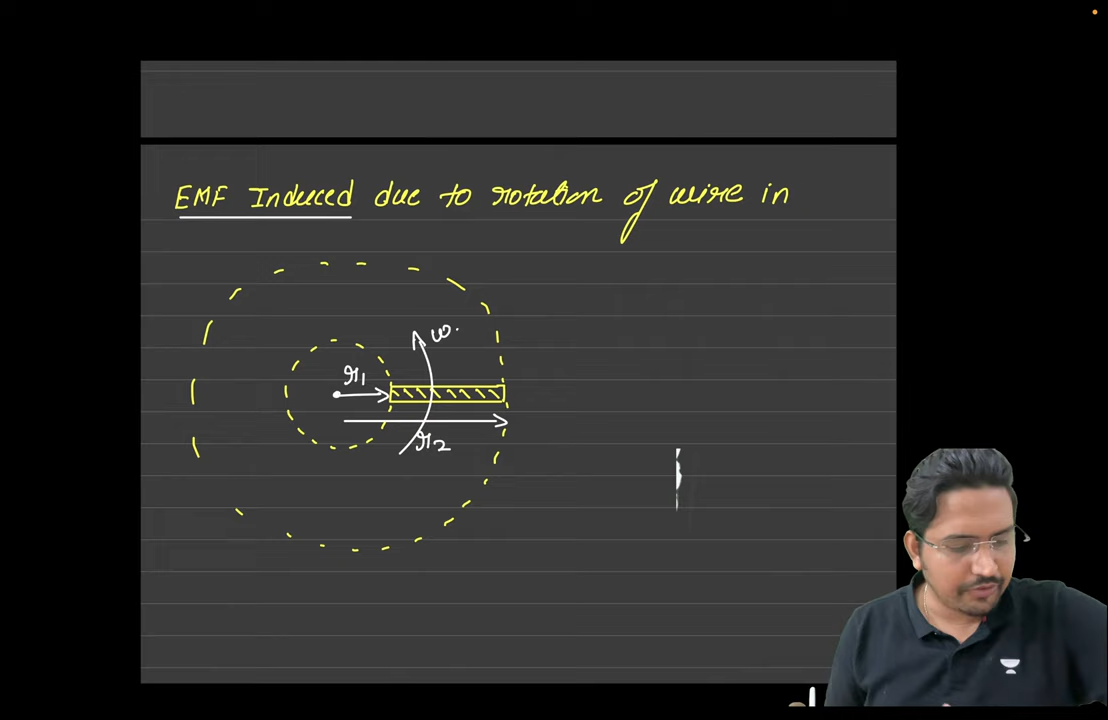 EMF Induced due to rotation of wire in
ω.
r1
r2